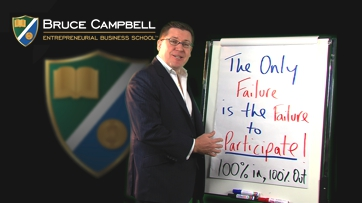 BRUCE CAMPBELL
ENTREPRENEURIAL BUSINESS SCHOOL
The Only
Failure
is the Failure
to
Participate!
100% in, 100% Out